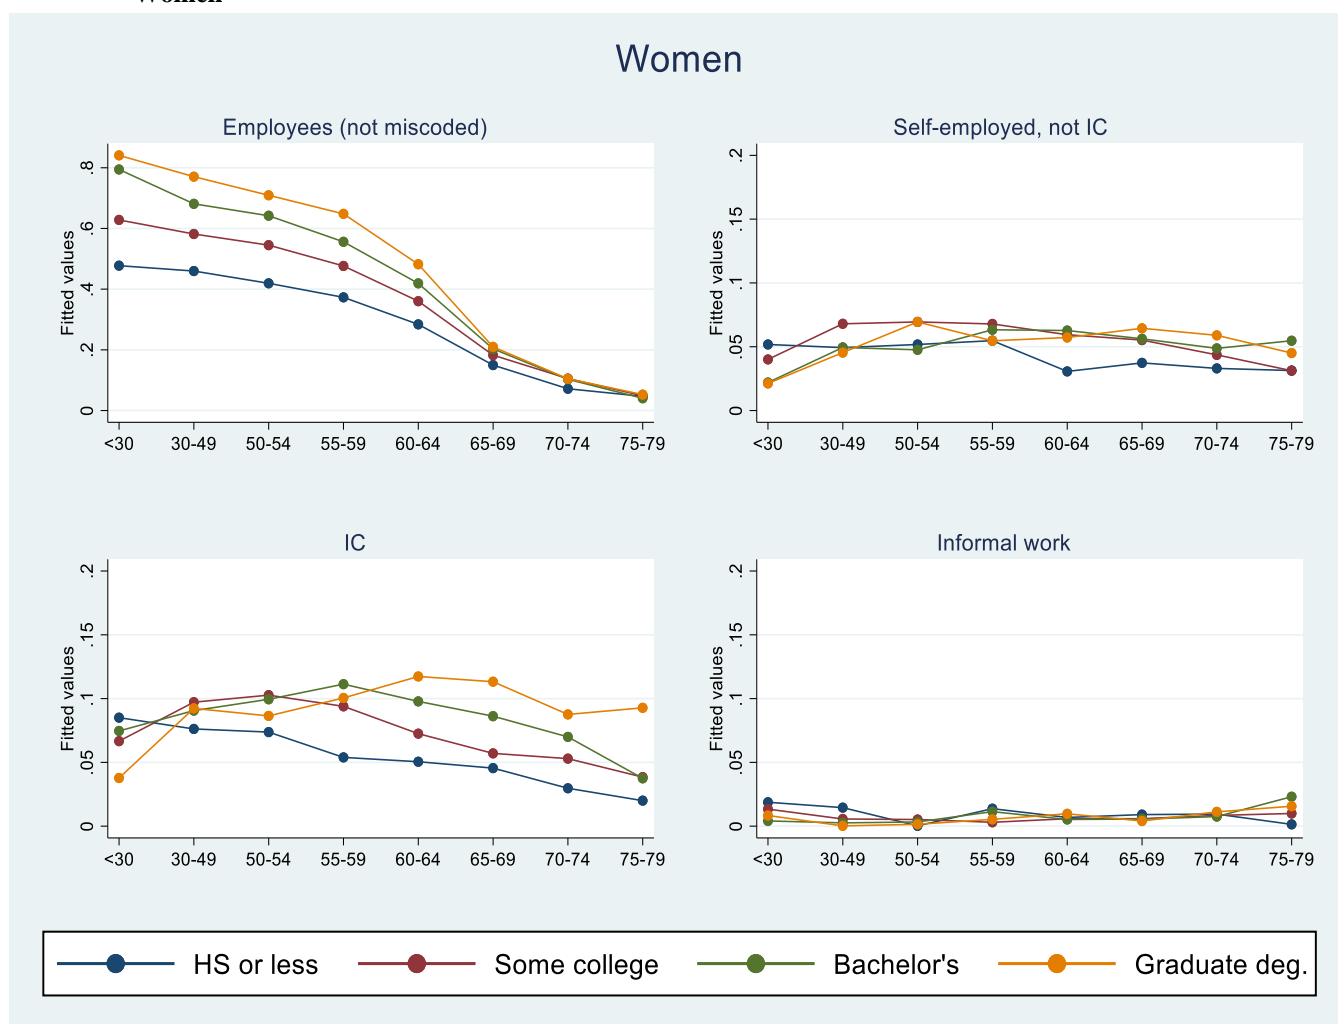 Women
Women
Employees (not miscoded)
Fitted values
0 .2 .4 .6 .8
<30 30-49 50-54 55-59 60-64 65-69 70-74 75-79
Self-employed, not IC
Fitted values
0 .05 .1 .15 .2
<30 30-49 50-54 55-59 60-64 65-69 70-74 75-79
IC
Fitted values
0 .05 .1 .15 .2
<30 30-49 50-54 55-59 60-64 65-69 70-74 75-79
Informal work
Fitted values
0 .05 .1 .15 .2
<30 30-49 50-54 55-59 60-64 65-69 70-74 75-79
HS or less Some college Bachelor's Graduate deg.